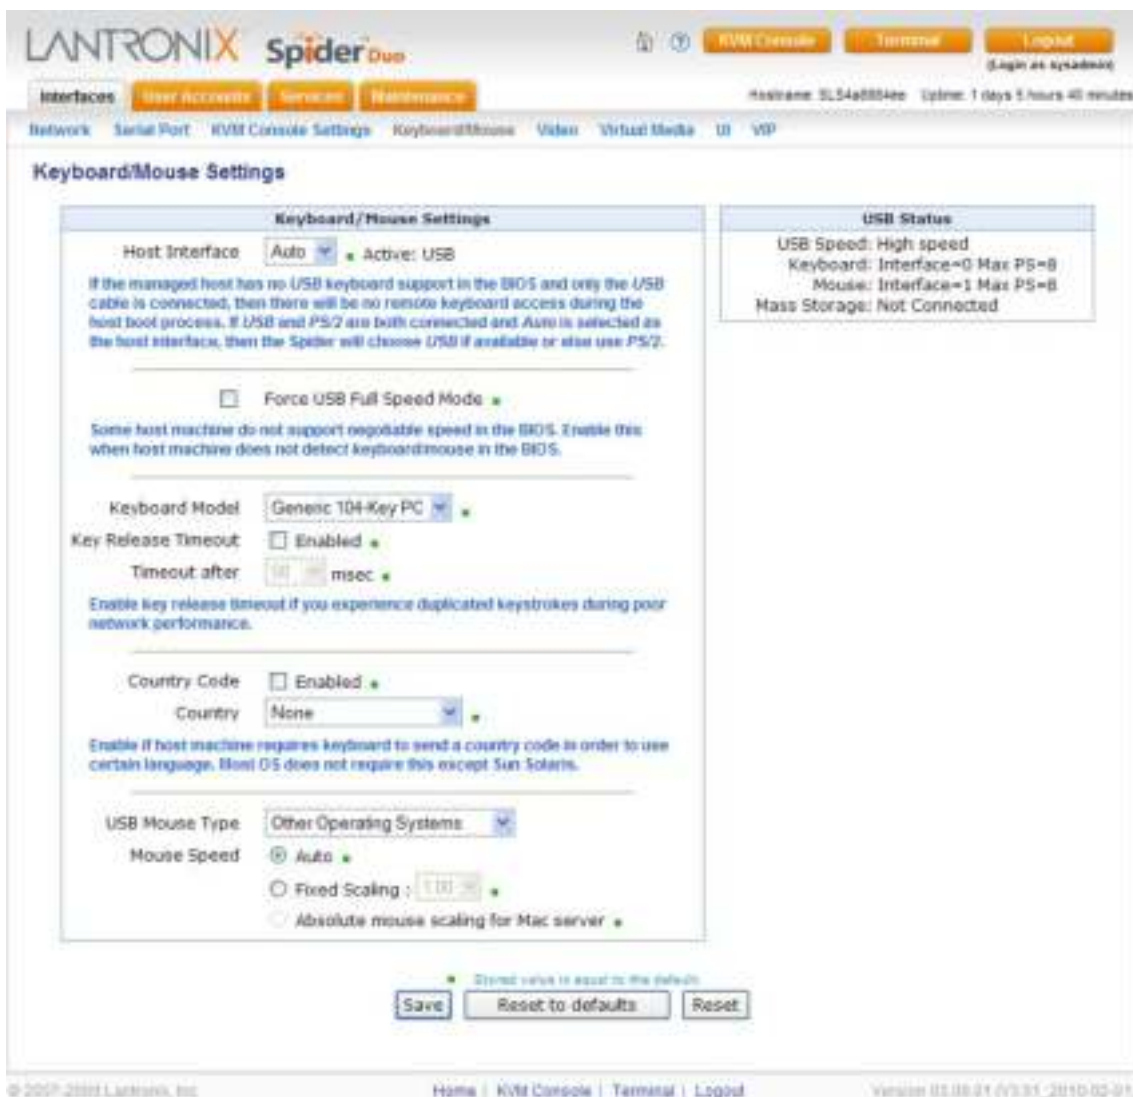 LANTRONIX Spider Duo
KVM Console Terminal Logout
(Login as sysadmin)
Interfaces User Accounts Services Maintenance
Uptime: 1 days 5 hours 40 minutes
Network Serial Port KVM Console Settings Keyboard/Mouse Video Virtual Media UI VIP
Keyboard/Mouse Settings
Keyboard/Mouse Settings
Host Interface Auto Active: USB
If the managed host has no USB keyboard support in the BIOS and only the USB
cable is connected, then there will be no remote keyboard access during the
host boot process. If USB and PS/2 are both connected and Auto is selected as
the host interface, then the Spider will choose USB if available or else use PS/2.
Force USB Full Speed Mode
Some host machine do not support negotiable speed in the BIOS. Enable this
when host machine does not detect keyboard/mouse in the BIOS.
Keyboard Model Generic 104-Key PC
Key Release Timeout Enabled
Timeout after msec
Enable key release timeout if you experience duplicated keystrokes during poor
network performance.
Country Code Enabled
Country None
Enable if host machine requires keyboard to send a country code in order to use
certain language. Most OS does not require this except Sun Solaris.
USB Mouse Type Other Operating Systems
Mouse Speed Auto
Fixed Scaling : 1.00
Absolute mouse scaling for Mac server
USB Status
USB Speed: High speed
Keyboard: Interface=0 Max PS=8
Mouse: Interface=1 Max PS=8
Mass Storage: Not Connected
Stored value is equal to the default.
Save Reset to defaults Reset
Lantronix, Inc.
Home | KVM Console | Terminal | Logout